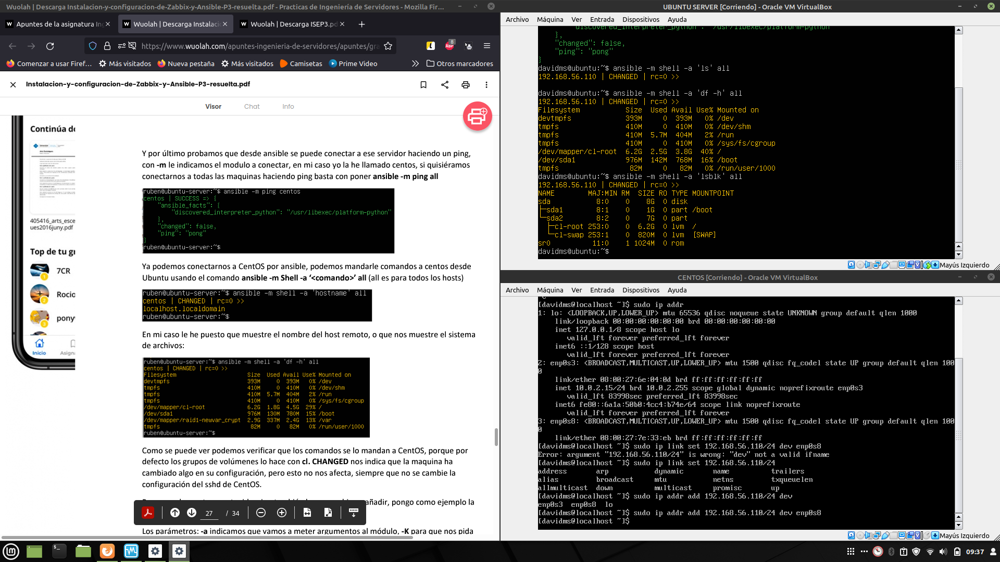 Wuolah | Descarga Instalacion-y-configuracion-de-Zabbix-y-Ansible-P3-resuelta.pdf - Practicas de Ingeniería de Servidores - Mozilla Fir...
Apuntes de la asignatura In
Wuolah | Descarga Instalaci
Wuolah | Descarga ISEP3.pd
https://www.wuolah.com/apuntes-ingenieria-de-servidores/apuntes/gra
8
ABP
Comenzar a usar Firef...
Más visitados
Nueva pestaña
Más visitados
Camisetas
Prime Video
Otros marcadores
Instalacion-y-configuracion-de-Zabbix-y-Ansible-P3-resuelta.pdf
Visor
Chat
Info
Continúa do
405416_arts_esce
ues2016juny.pdf
Top de tu gr
7CR
1
Rocio
2
pony
3
Inicio
Asign
Y por último probamos que desde ansible se puede conectar a ese servidor haciendo un ping,
con -m le indicamos el modulo a conectar, en mi caso yo la he llamado centos, si quisiéramos
conectarnos a todas las maquinas haciendo ping basta con poner ansible -m ping all
ruben@ubuntu-server:~$ ansible -m ping centos
centos | SUCCESS => {
"ansible_facts": {
"discovered_interpreter_python": "/usr/libexec/platform-python"
},
"changed": false,
"ping": "pong"
}
ruben@ubuntu-server:~$
Ya podemos conectarnos a CentOS por ansible, podemos mandarle comandos a centos desde
Ubuntu usando el comando ansible -m Shell -a ‘<comando>’ all (all es para todos los hosts)
ruben@ubuntu-server:~$ ansible -m shell -a 'hostname' all
centos | CHANGED | rc=0 >>
localhost.localdomain
ruben@ubuntu-server:~$
En mi caso le he puesto que muestre el nombre del host remoto, o que nos muestre el sistema
de archivos:
ruben@ubuntu-server:~$ ansible -m shell -a 'df -h' all
centos | CHANGED | rc=0 >>
Filesystem Size Used Avail Use% Mounted on
devtmpfs 393M 0 393M 0% /dev
tmpfs 410M 0 410M 0% /dev/shm
tmpfs 410M 5.7M 404M 2% /run
tmpfs 410M 0 410M 0% /sys/fs/cgroup
/dev/mapper/cl-root 6.2G 1.8G 4.5G 29% /
/dev/sda1 976M 130M 780M 15% /boot
/dev/mapper/raid1-newvar_crypt 2.9G 337M 2.4G 13% /var
tmpfs 82M 0 82M 0% /run/user/1000
ruben@ubuntu-server:~$
Como se puede ver podemos verificar que los comandos se lo mandan a CentOS, porque por
defecto los grupos de volúmenes lo hace con cl. CHANGED nos indica que la maquina ha
cambiado algo en su configuración, pero esto no nos afecta, siempre que no se cambie la
configuración del sshd de CentOS.
añadir, pongo como ejemplo la
27 / 34
Los parámetros: -a indicamos que vamos a meter argumentos al módulo, -K para que nos pida
UBUNTU SERVER [Corriendo] - Oracle VM VirtualBox
Archivo Máquina Ver Entrada Dispositivos Ayuda
"discovered_interpreter_python": "/usr/libexec/platform-python"
},
"changed": false,
"ping": "pong"
}
davidms@ubuntu:~$ ansible -m shell -a 'ls' all
192.168.56.110 | CHANGED | rc=0 >>
davidms@ubuntu:~$ ansible -m shell -a 'df -h' all
192.168.56.110 | CHANGED | rc=0 >>
Filesystem Size Used Avail Use% Mounted on
devtmpfs 393M 0 393M 0% /dev
tmpfs 410M 0 410M 0% /dev/shm
tmpfs 410M 5.7M 404M 2% /run
tmpfs 410M 0 410M 0% /sys/fs/cgroup
/dev/mapper/cl-root 6.2G 2.5G 3.8G 40% /
/dev/sda1 976M 142M 768M 16% /boot
tmpfs 82M 0 82M 0% /run/user/1000
davidms@ubuntu:~$ ansible -m shell -a 'lsblk' all
192.168.56.110 | CHANGED | rc=0 >>
NAME MAJ:MIN RM SIZE RO TYPE MOUNTPOINT
sda 8:0 0 8G 0 disk
├─sda1 8:1 0 1G 0 part /boot
└─sda2 8:2 0 7G 0 part
├─cl-root 253:0 0 6.2G 0 lvm /
└─cl-swap 253:1 0 820M 0 lvm [SWAP]
sr0 11:0 1 1024M 0 rom
davidms@ubuntu:~$
Mayús Izquierdo
CENTOS [Corriendo] - Oracle VM VirtualBox
Archivo Máquina Ver Entrada Dispositivos Ayuda
[davidms@localhost ~]$ sudo ip addr
1: lo: <LOOPBACK,UP,LOWER_UP> mtu 65536 qdisc noqueue state UNKNOWN group default qlen 1000
link/loopback 00:00:00:00:00:00 brd 00:00:00:00:00:00
inet 127.0.0.1/8 scope host lo
valid_lft forever preferred_lft forever
inet6 ::1/128 scope host
valid_lft forever preferred_lft forever
2: enp0s3: <BROADCAST,MULTICAST,UP,LOWER_UP> mtu 1500 qdisc fq_codel state UP group default qlen 100
0
link/ether 08:00:27:6e:04:0d brd ff:ff:ff:ff:ff:ff
inet 10.0.2.15/24 brd 10.0.2.255 scope global dynamic noprefixroute enp0s3
valid_lft 83998sec preferred_lft 83998sec
inet6 fe80::6a1a:50b0:4cc4:b74e/64 scope link noprefixroute
valid_lft forever preferred_lft forever
3: enp0s8: <BROADCAST,MULTICAST,UP,LOWER_UP> mtu 1500 qdisc fq_codel state UP group default qlen 100
0
link/ether 08:00:27:7e:33:eb brd ff:ff:ff:ff:ff:ff
[davidms@localhost ~]$ sudo ip link set 192.168.56.110/24 dev enp0s8
Error: argument "192.168.56.110/24" is wrong: "dev" not a valid ifname
[davidms@localhost ~]$ sudo ip link set 192.168.56.110/24
address arp dynamic name trailers
alias broadcast mtu netns txqueuelen
allmulticast down multicast promisc up
[davidms@localhost ~]$ sudo ip addr add 192.168.56.110/24 dev
enp0s3 enp0s8 lo
[davidms@localhost ~]$ sudo ip addr add 192.168.56.110/24 dev enp0s8
[davidms@localhost ~]$
Mayús Izquierdo
09:37